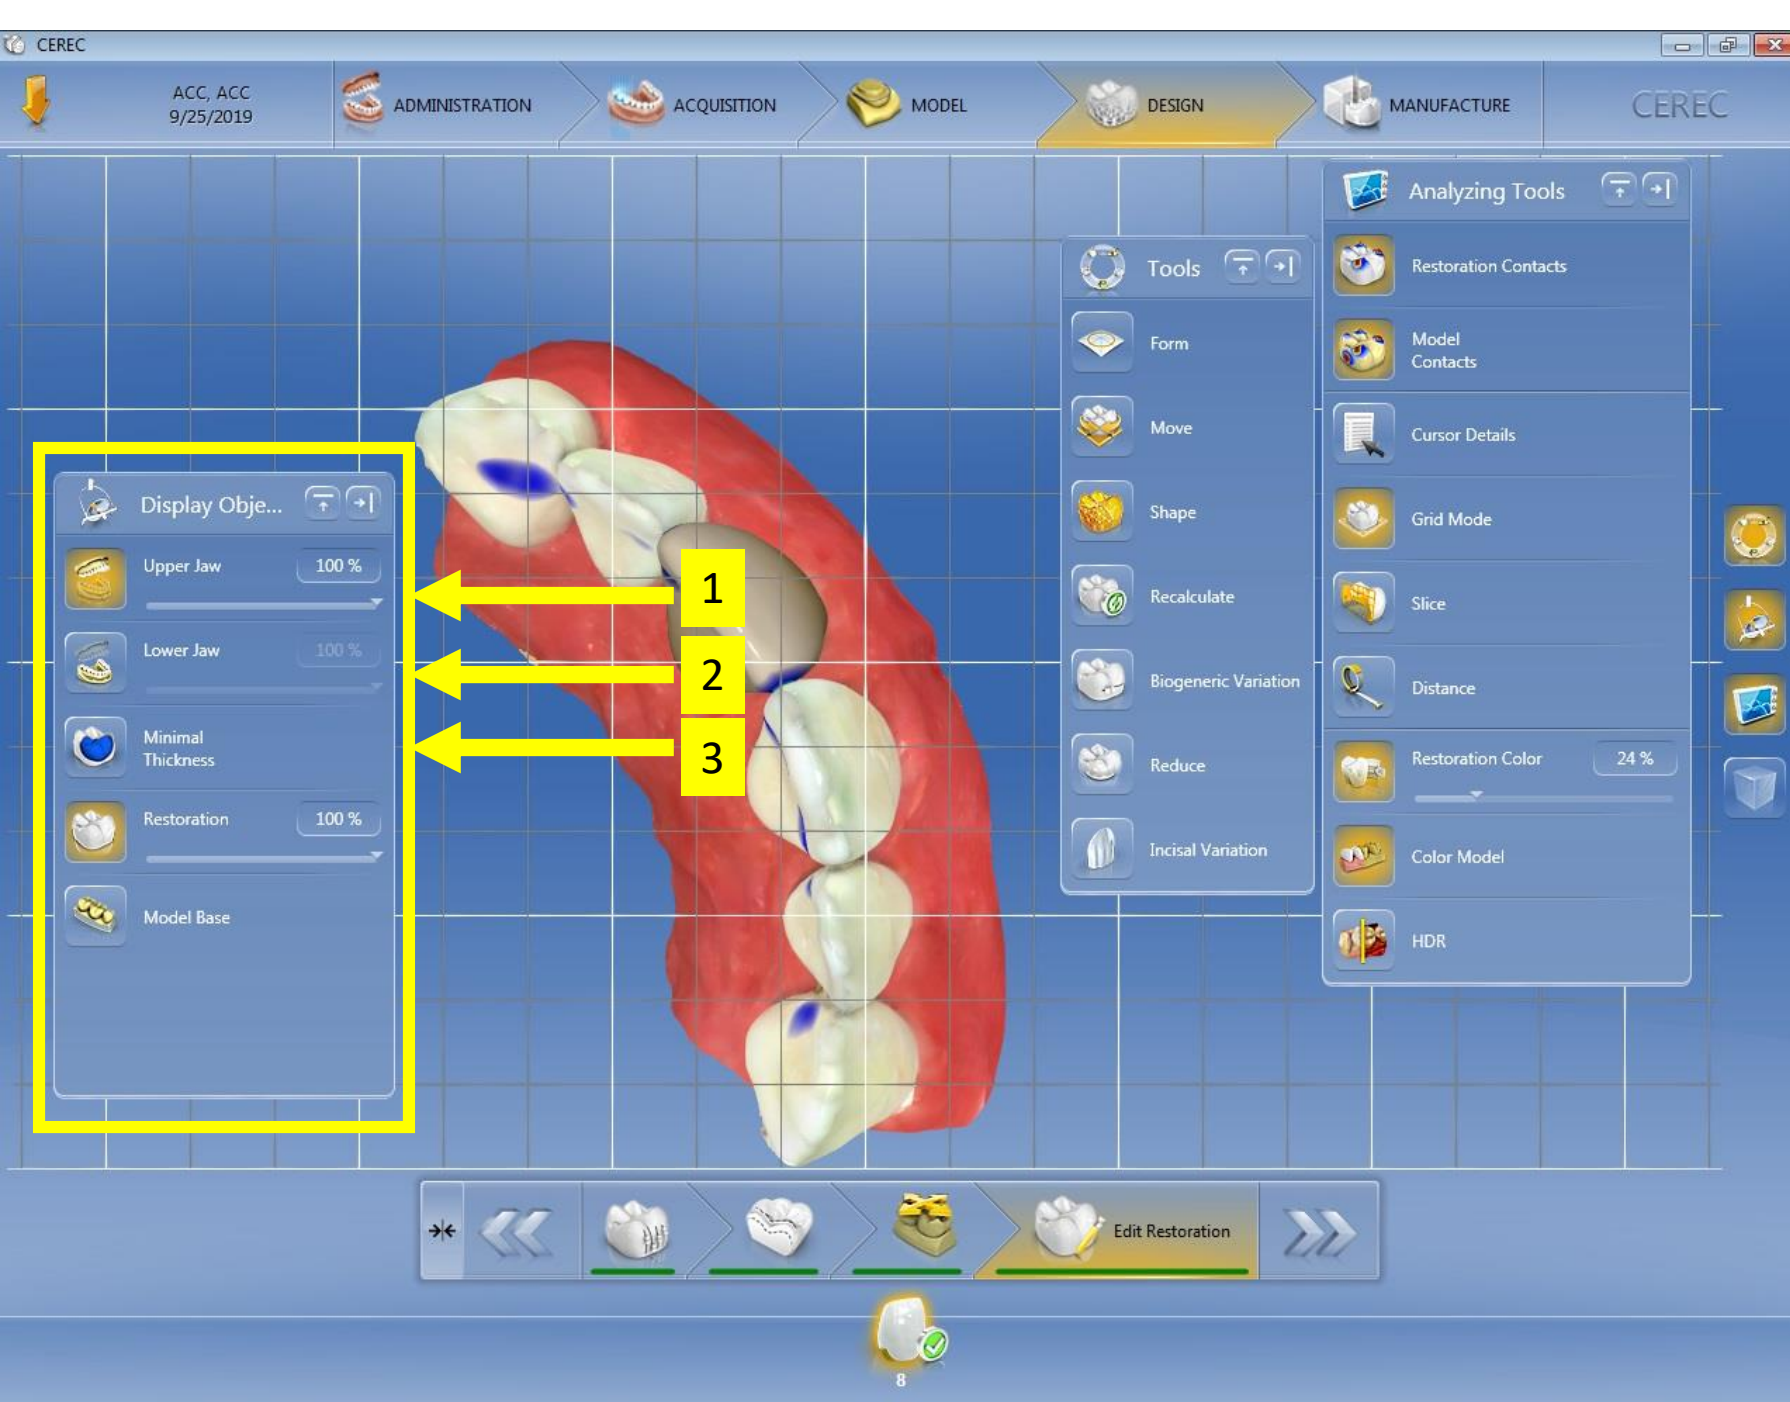 CEREC
ACC, ACC
9/25/2019
ADMINISTRATION
ACQUISITION
MODEL
DESIGN
MANUFACTURE
CEREC
Display Obje...
Upper Jaw
100 %
Lower Jaw
100 %
Minimal
Thickness
Restoration
100 %
Model Base
1
2
3
Tools
Form
Move
Shape
Recalculate
Biogeneric Variation
Reduce
Incisal Variation
Analyzing Tools
Restoration Contacts
Model
Contacts
Cursor Details
Grid Mode
Slice
Distance
Restoration Color
24 %
Color Model
HDR
Edit Restoration
8